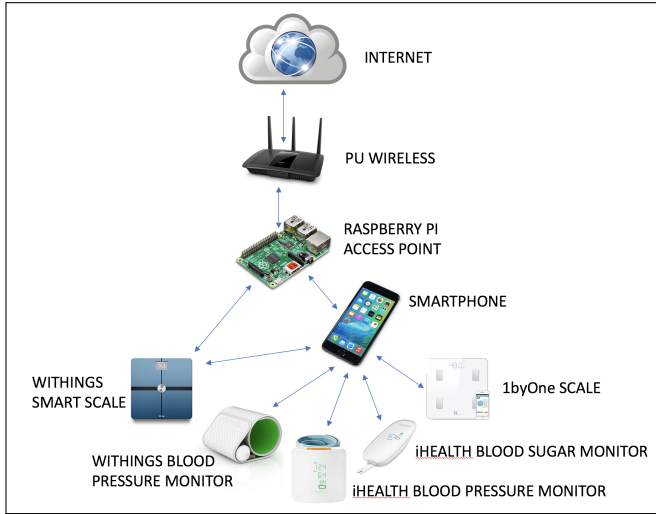 INTERNET
PU WIRELESS
RASPBERRY PI
ACCESS POINT
SMARTPHONE
WITHINGS
SMART SCALE
1byOne SCALE
iHEALTH BLOOD SUGAR MONITOR
WITHINGS BLOOD
PRESSURE MONITOR
iHEALTH BLOOD PRESSURE MONITOR